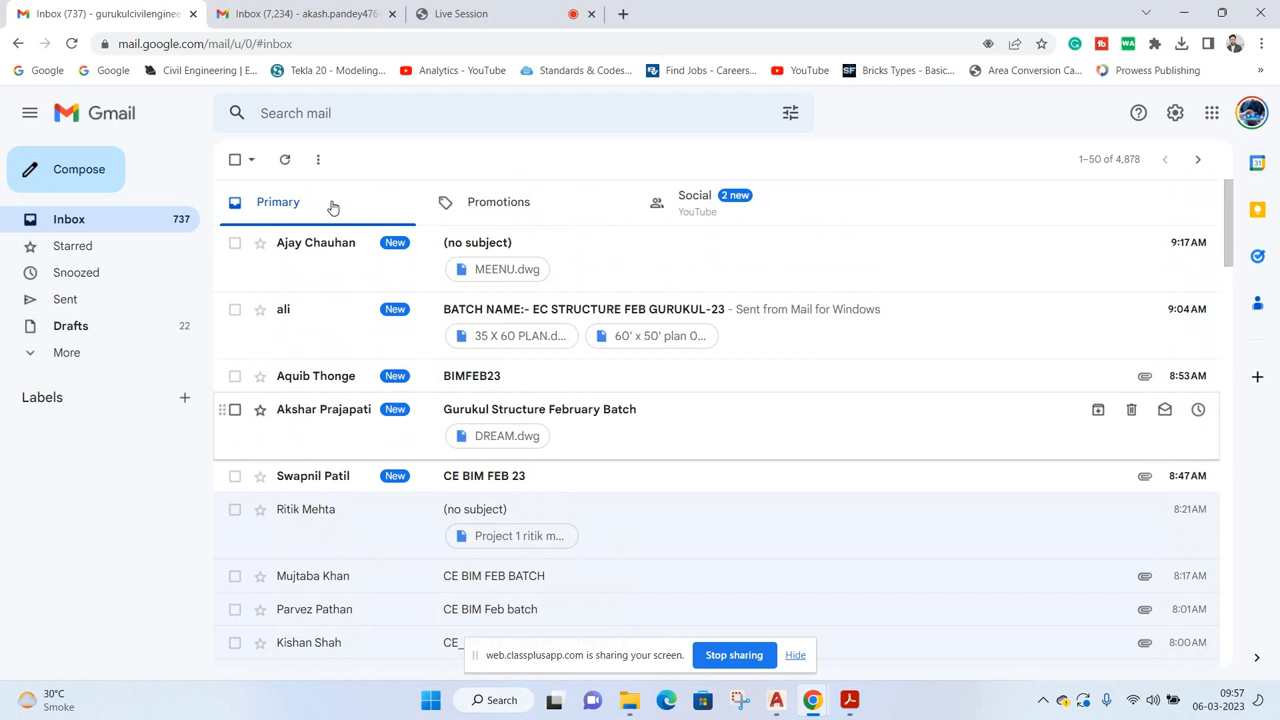 Inbox (737) - gurukulcivilenginee
Inbox (7,234) - akash.pandey476
Live Session
mail.google.com/mail/u/0/#inbox
Google
Google
Civil Engineering | E...
Tekla 20 - Modeling...
Analytics - YouTube
Standards & Codes...
Find Jobs - Careers...
YouTube
Bricks Types - Basic...
Area Conversion Ca...
Prowess Publishing
Gmail
Search mail
Compose
1–50 of 4,878
Inbox 737
Starred
Snoozed
Sent
Drafts 22
More
Labels
Primary
Promotions
Social 2 new
YouTube
Ajay Chauhan New (no subject) 9:17 AM
MEENU.dwg
ali New BATCH NAME:- EC STRUCTURE FEB GURUKUL-23 - Sent from Mail for Windows 9:04 AM
35 X 60 PLAN.d... 60' x 50' plan 0...
Aquib Thonge New BIMFEB23 8:53 AM
Akshar Prajapati New Gurukul Structure February Batch
DREAM.dwg
Swapnil Patil New CE BIM FEB 23 8:47 AM
Ritik Mehta (no subject) 8:21 AM
Project 1 ritik m...
Mujtaba Khan CE BIM FEB BATCH 8:17 AM
Parvez Pathan CE BIM Feb batch 8:01 AM
Kishan Shah CE_ 8:00 AM
web.classplusapp.com is sharing your screen. Stop sharing Hide
30°C
Smoke
Search
09:57
06-03-2023